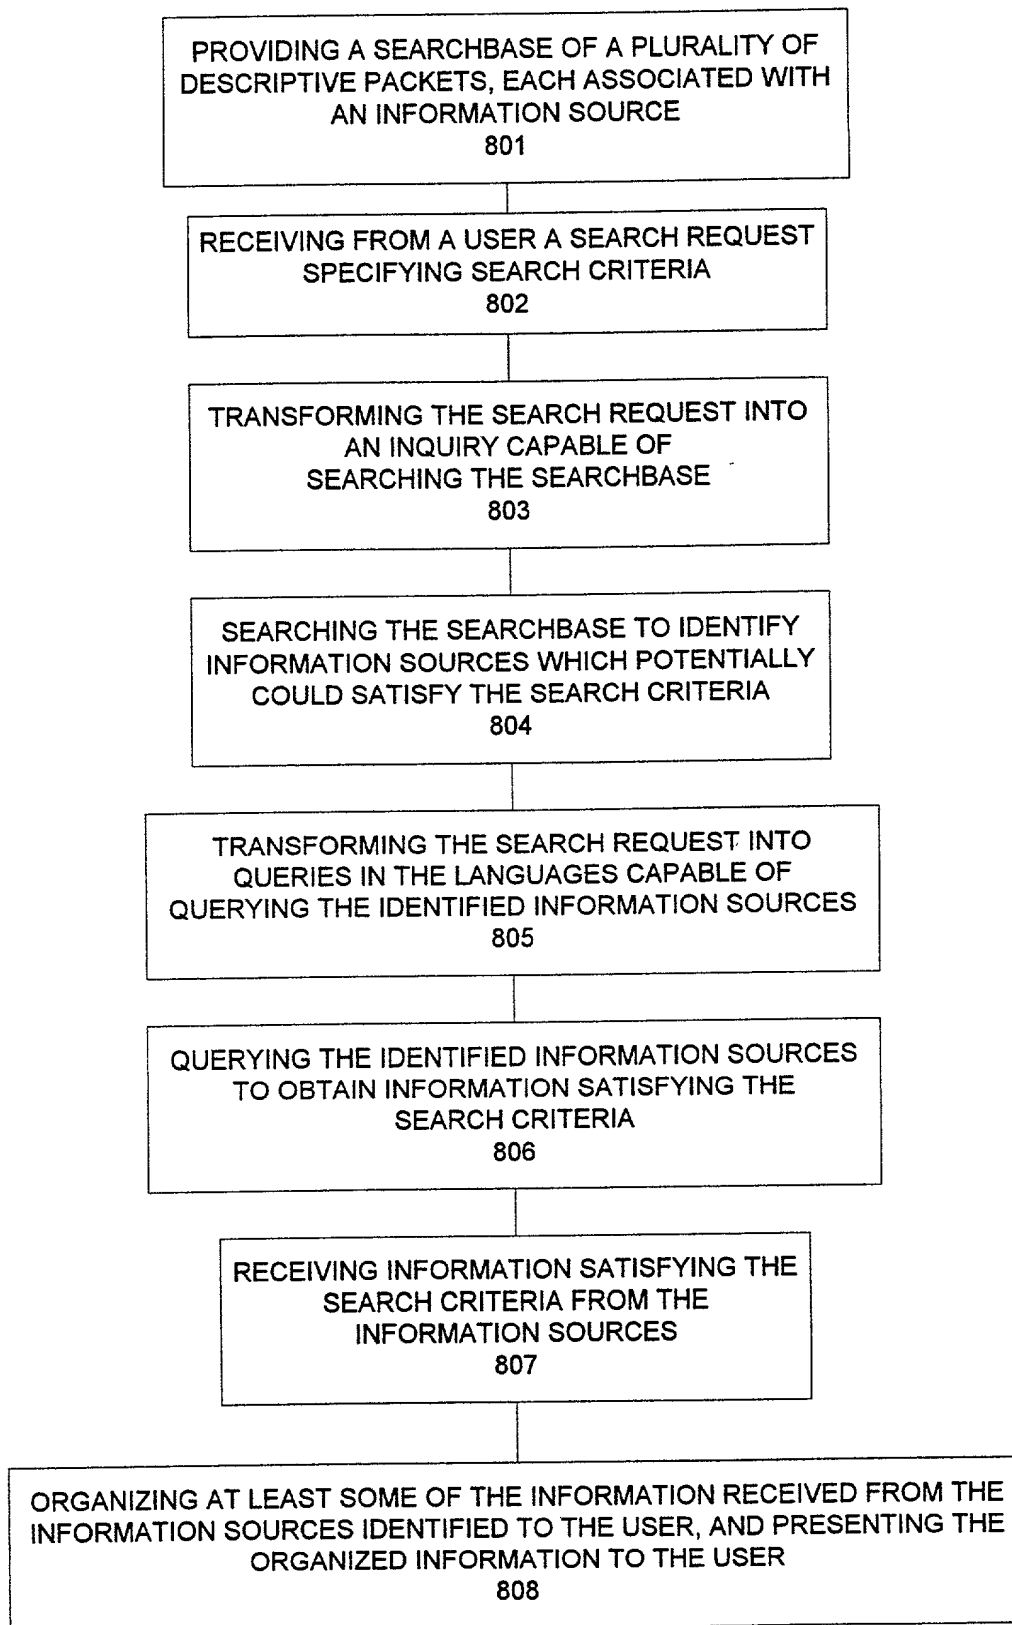 PROVIDING A SEARCHBASE OF A PLURALITY OF
DESCRIPTIVE PACKETS, EACH ASSOCIATED WITH
AN INFORMATION SOURCE
801
RECEIVING FROM A USER A SEARCH REQUEST
SPECIFYING SEARCH CRITERIA
802
TRANSFORMING THE SEARCH REQUEST INTO
AN INQUIRY CAPABLE OF
SEARCHING THE SEARCHBASE
803
SEARCHING THE SEARCHBASE TO IDENTIFY
INFORMATION SOURCES WHICH POTENTIALLY
COULD SATISFY THE SEARCH CRITERIA
804
TRANSFORMING THE SEARCH REQUEST INTO
QUERIES IN THE LANGUAGES CAPABLE OF
QUERYING THE IDENTIFIED INFORMATION SOURCES
805
QUERYING THE IDENTIFIED INFORMATION SOURCES
TO OBTAIN INFORMATION SATISFYING THE
SEARCH CRITERIA
806
RECEIVING INFORMATION SATISFYING THE
SEARCH CRITERIA FROM THE
INFORMATION SOURCES
807
ORGANIZING AT LEAST SOME OF THE INFORMATION RECEIVED FROM THE
INFORMATION SOURCES IDENTIFIED TO THE USER, AND PRESENTING THE
ORGANIZED INFORMATION TO THE USER
808